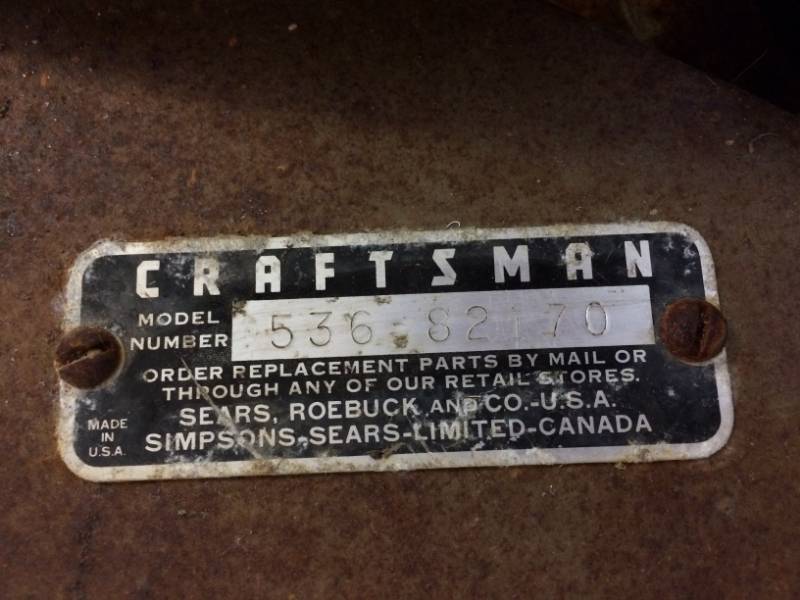 CRAFTSMAN
MODEL NUMBER 536-82170
ORDER REPLACEMENT PARTS BY MAIL OR
THROUGH ANY OF OUR RETAIL STORES.
SEARS, ROEBUCK AND CO.-U.S.A.
SIMPSONS-SEARS-LIMITED-CANADA
MADE
IN
U.S.A.